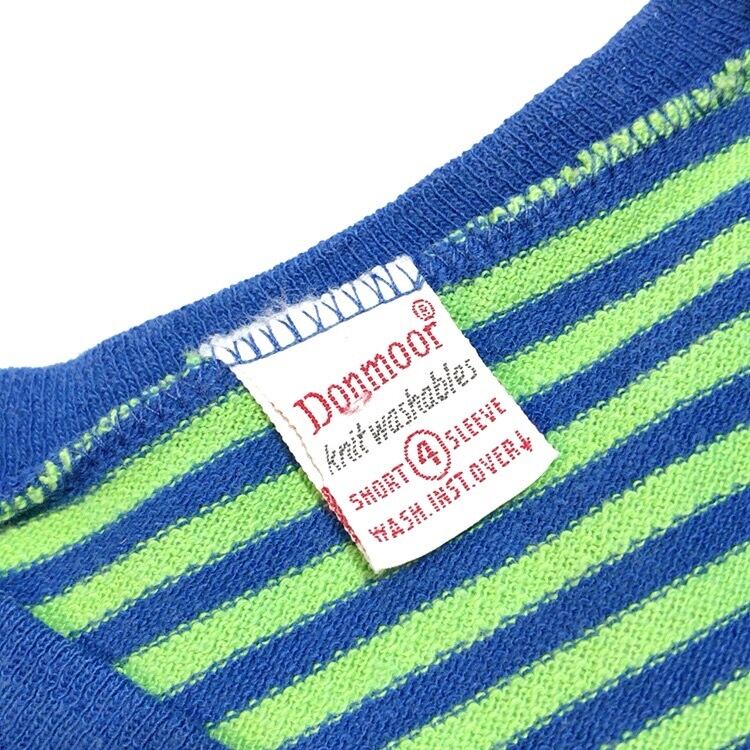 Donmoor®
knit washables
SHORT 4 SLEEVE
WASH.INST.OVER↓